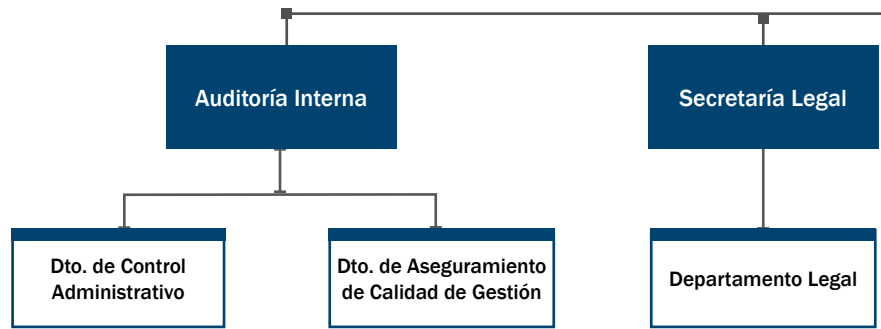 Auditoría Interna
Secretaría Legal
Dto. de Control
Administrativo
Dto. de Aseguramiento
de Calidad de Gestión
Departamento Legal